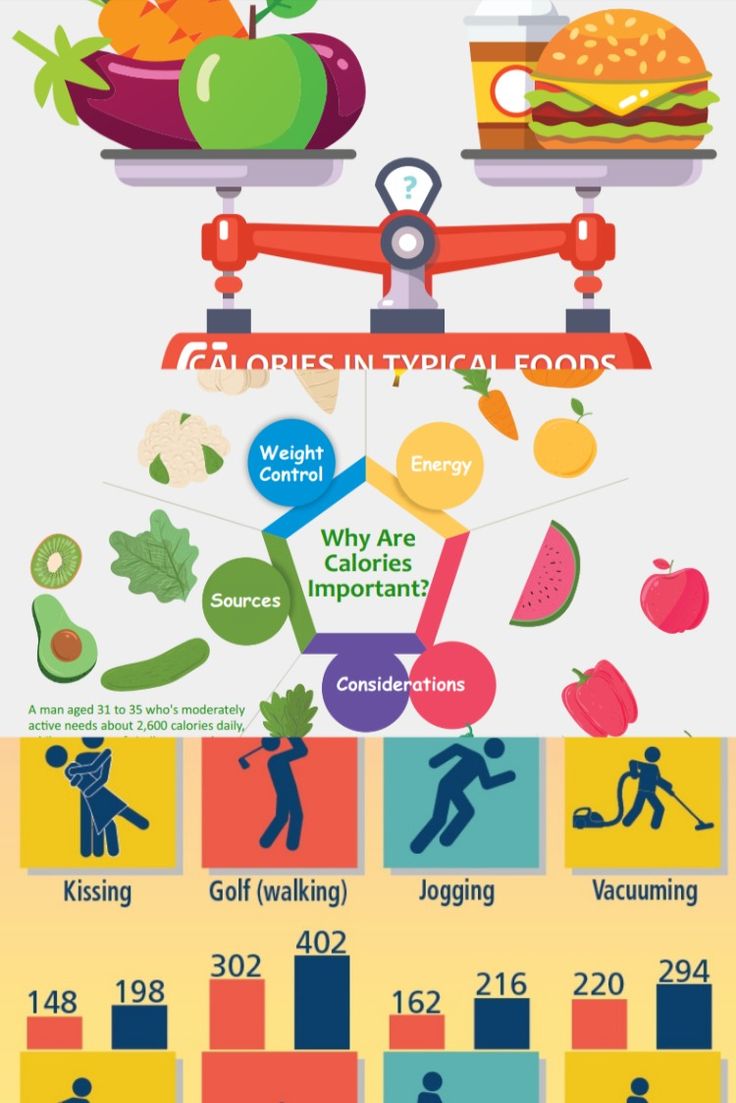 ?
CALORIES IN TYPICAL FOODS
Weight
Control
Energy
Why Are
Calories
Important?
Sources
Considerations
A man aged 31 to 35 who's moderately
active needs about 2,600 calories daily,
Kissing
Golf (walking)
Jogging
Vacuuming
148
198
302
402
162
216
220
294